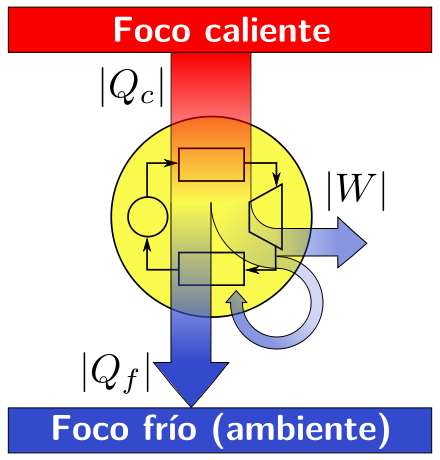 Foco caliente
|Q_c|
|W|
|Q_f|
Foco frío (ambiente)